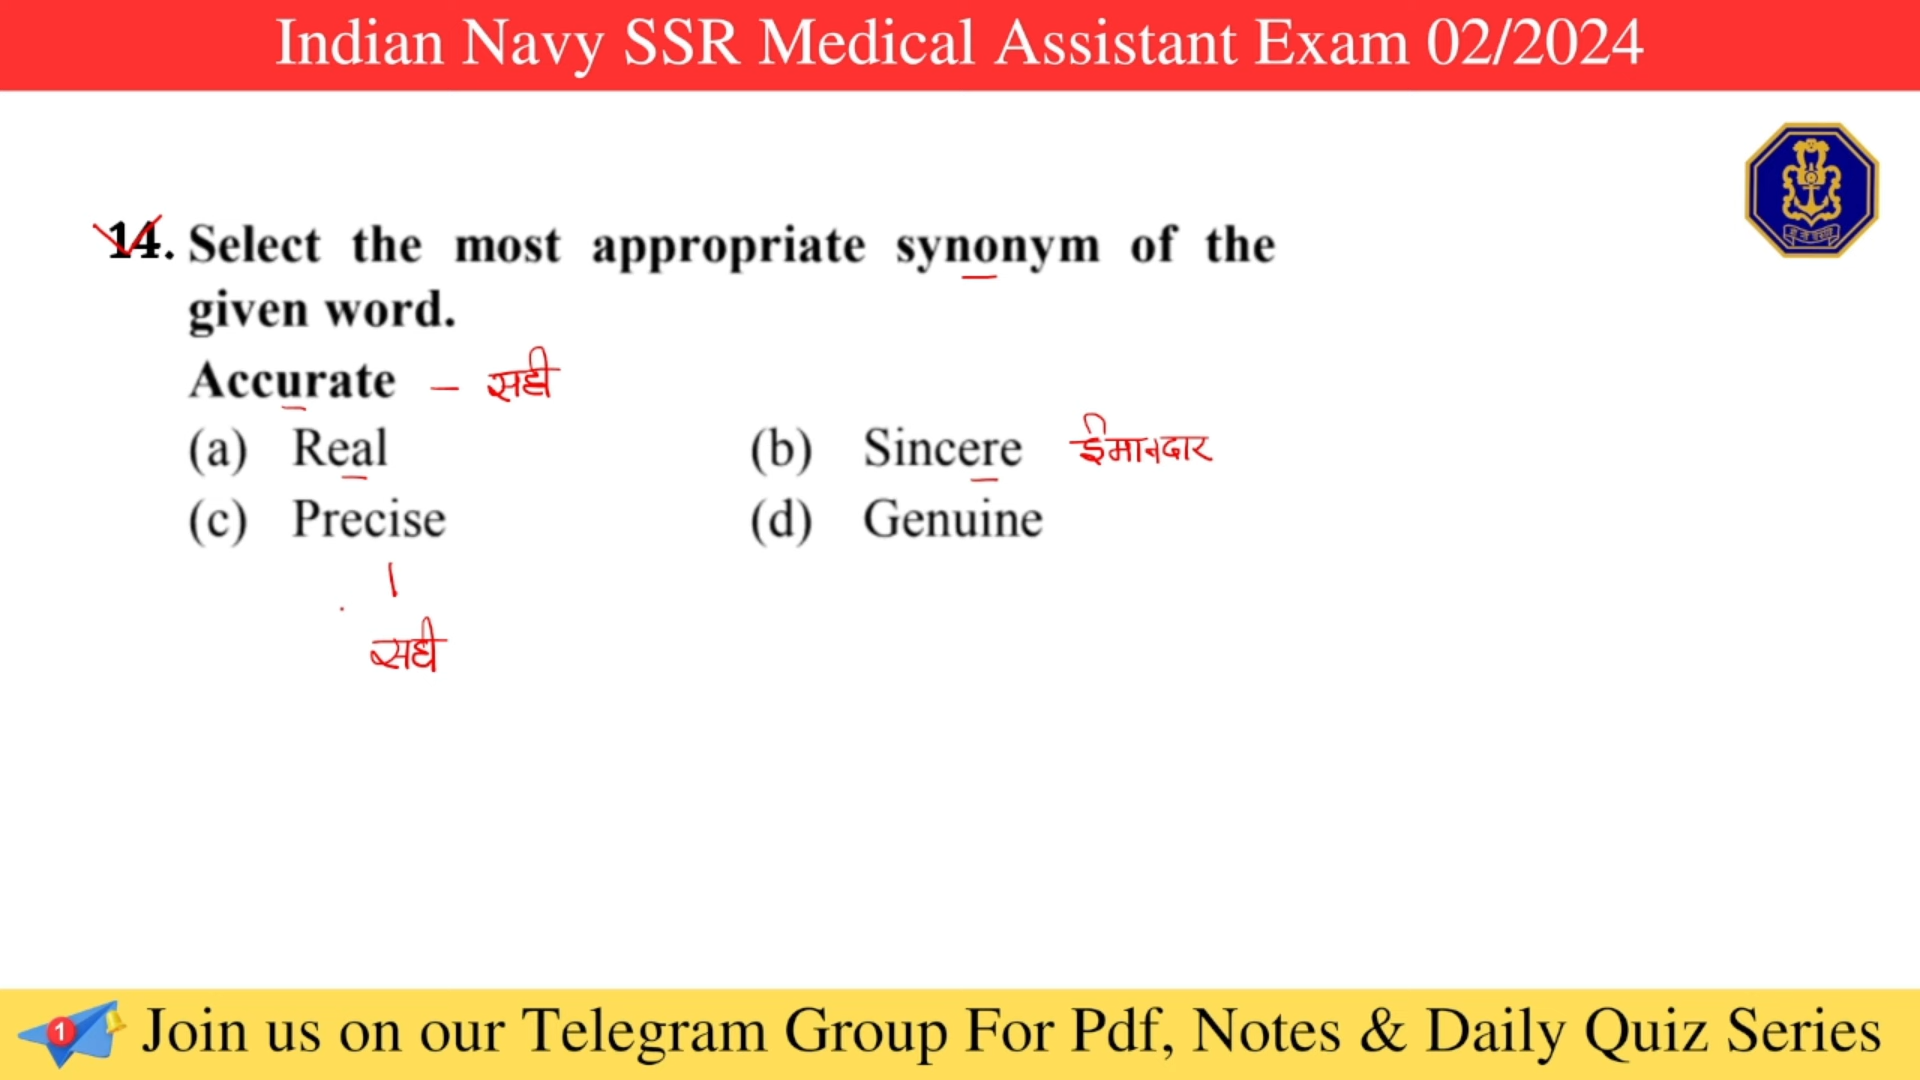 Indian Navy SSR Medical Assistant Exam 02/2024
14. Select the most appropriate synonym of the
given word.
Accurate – सही
(a) Real (b) Sincere ईमानदार
(c) Precise (d) Genuine
सही
1 Join us on our Telegram Group For Pdf, Notes & Daily Quiz Series